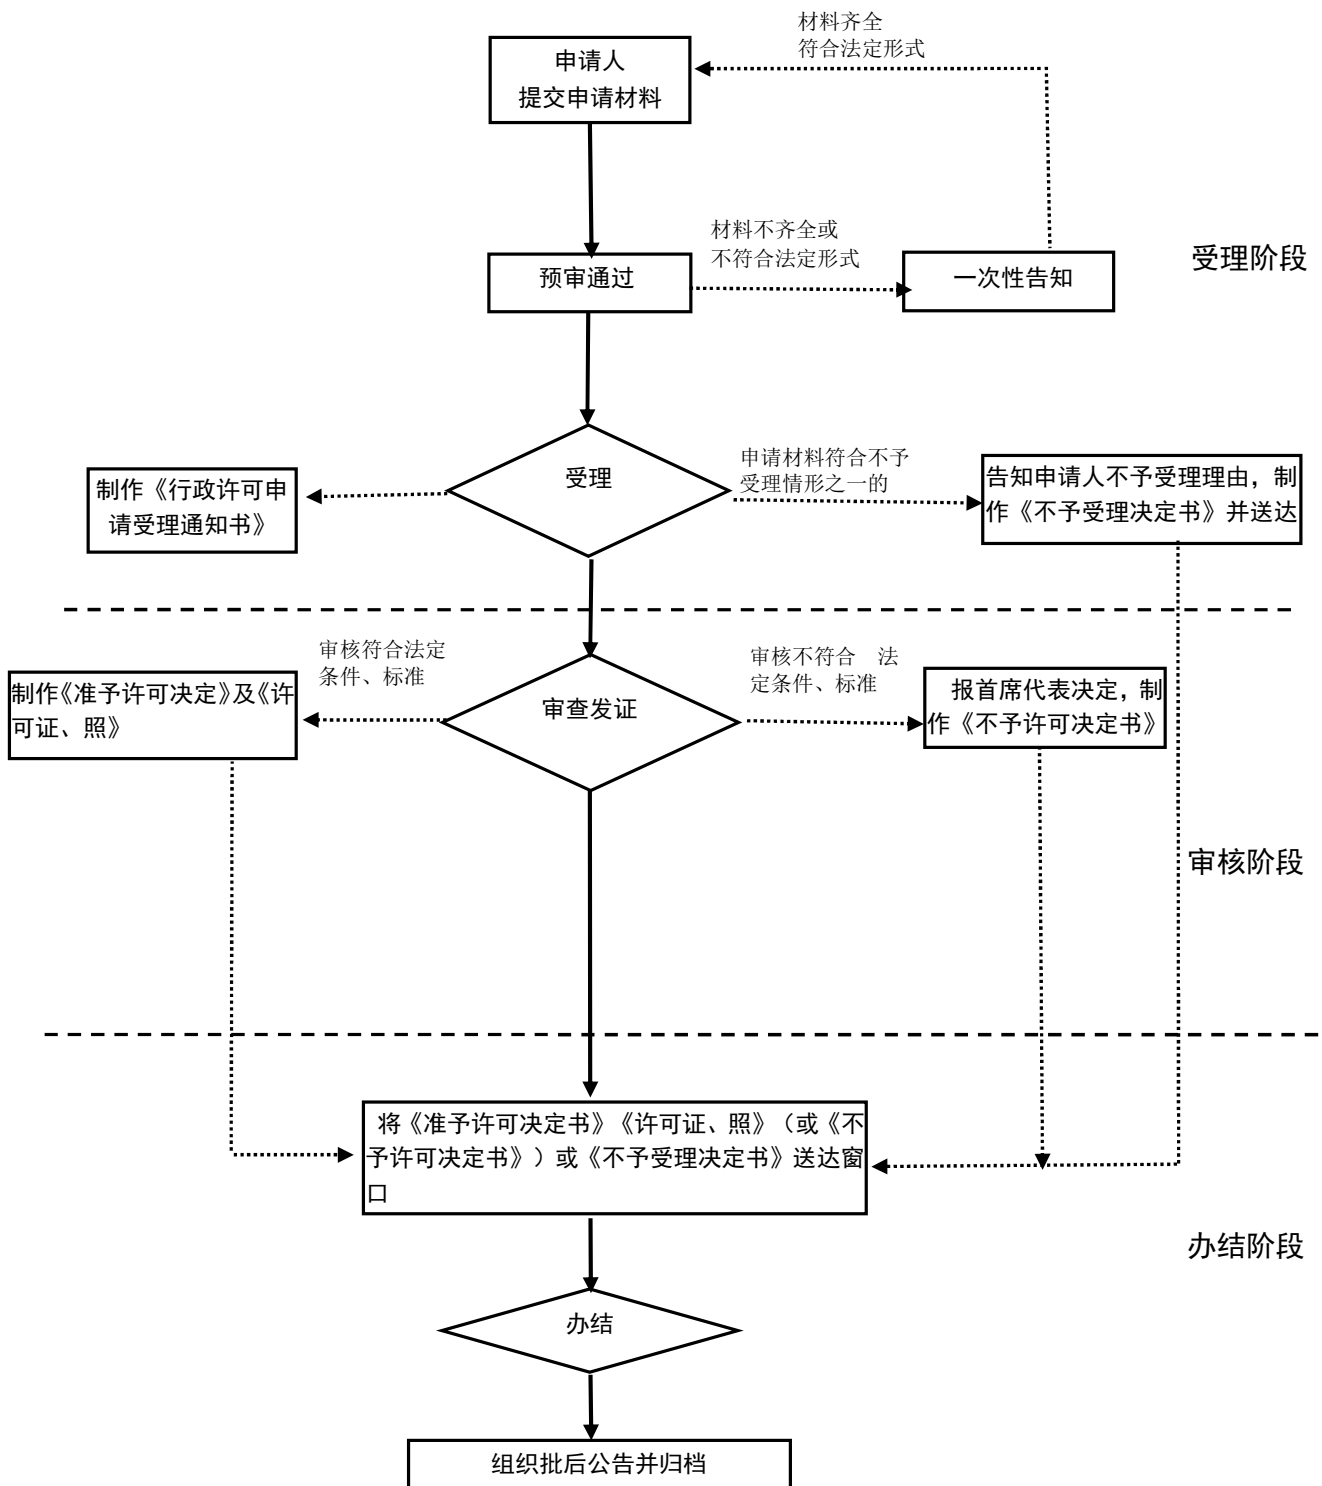 材料齐全
符合法定形式
申请人
提交申请材料
材料不齐全或
不符合法定形式
受理阶段
预审通过
一次性告知
申请材料符合不予
受理情形之一的
受理
制作《行政许可申
请受理通知书》
告知申请人不予受理理由，制
作《不予受理决定书》并送达
审核符合法定
条件、标准
审核不符合　法
定条件、标准
制作《准予许可决定》及《许
可证、照》
审查发证
报首席代表决定，制
作《不予许可决定书》
审核阶段
将《准予许可决定书》《许可证、照》（或《不
予许可决定书》）或《不予受理决定书》送达窗
口
办结阶段
办结
组织批后公告并归档